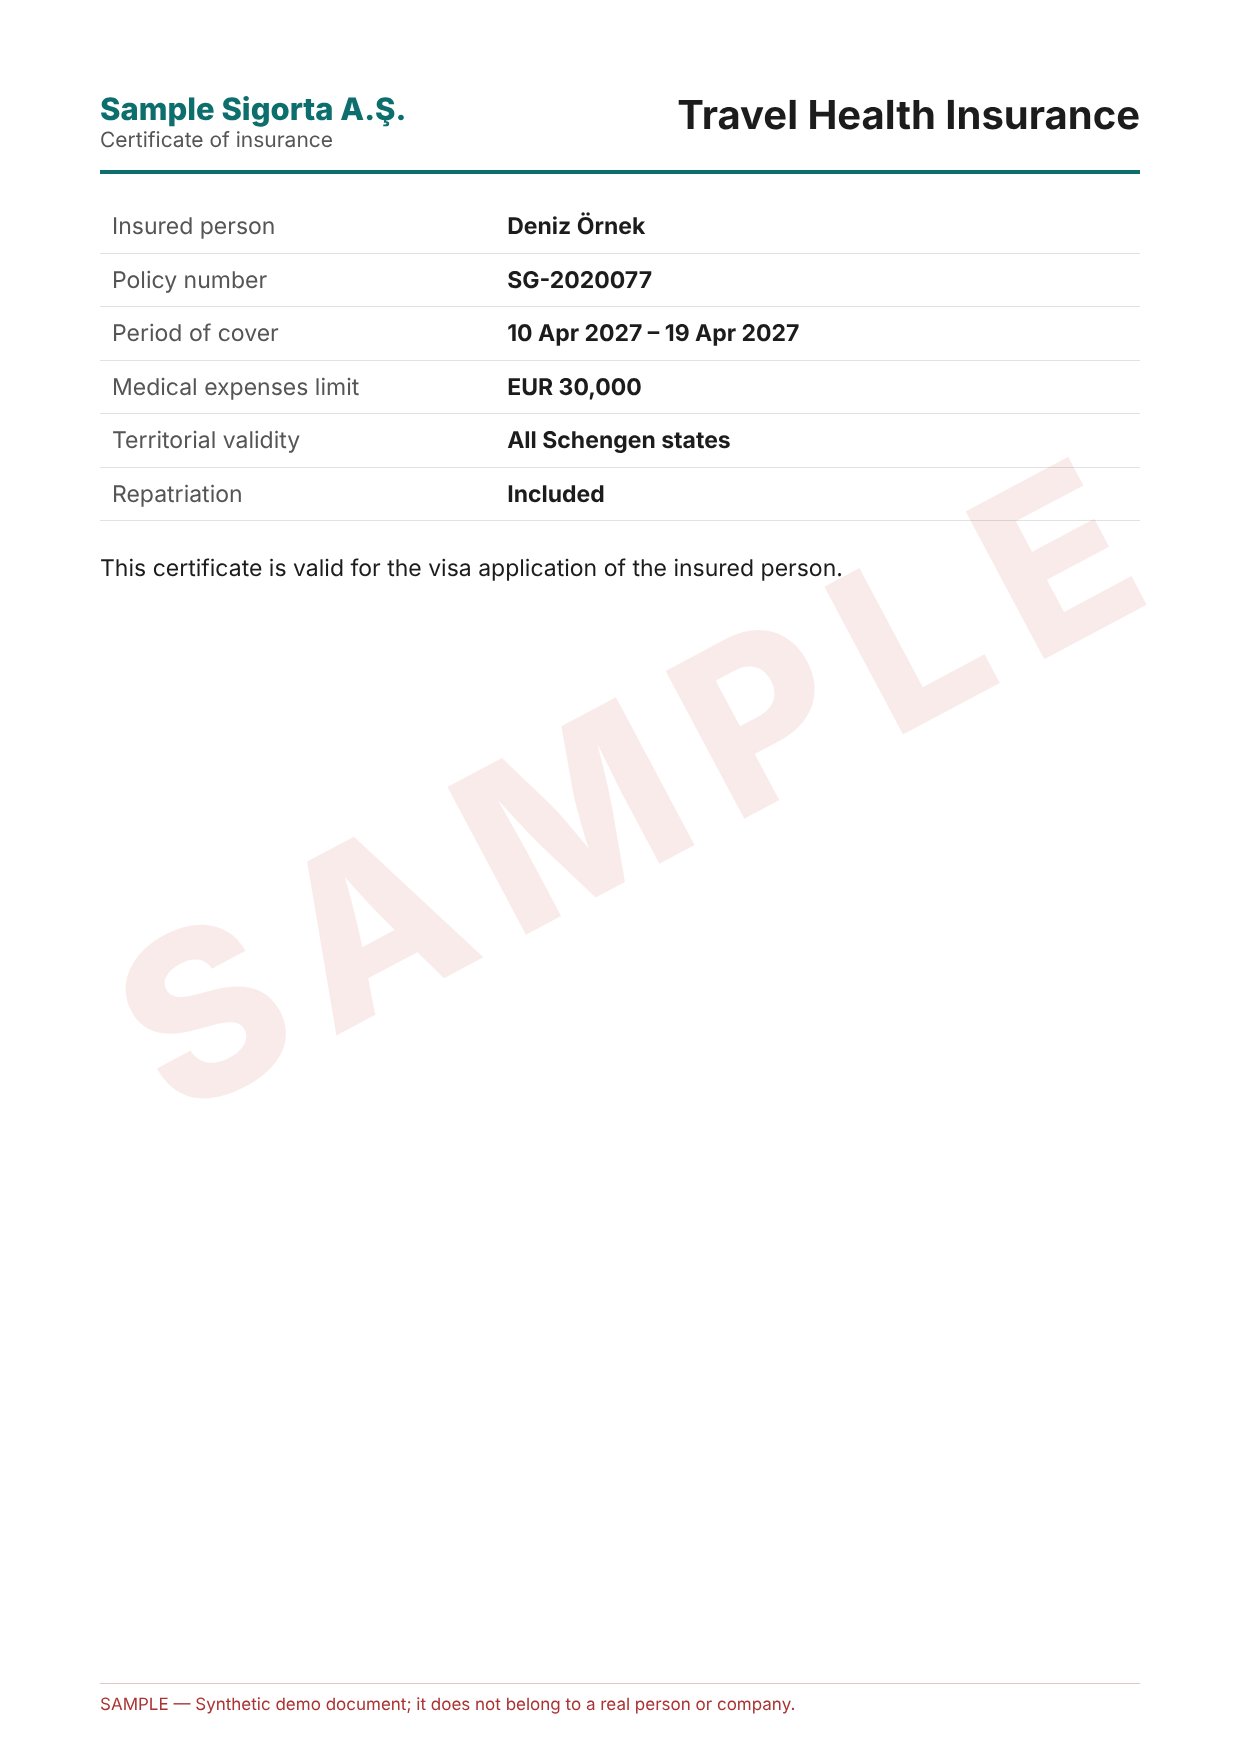 Sample Sigorta A.Ş.
Certificate of insurance
Travel Health Insurance
Insured person Deniz Örnek
Policy number SG-2020077
Period of cover 10 Apr 2027 – 19 Apr 2027
Medical expenses limit EUR 30,000
Territorial validity All Schengen states
Repatriation Included
This certificate is valid for the visa application of the insured person.
SAMPLE
SAMPLE — Synthetic demo document; it does not belong to a real person or company.